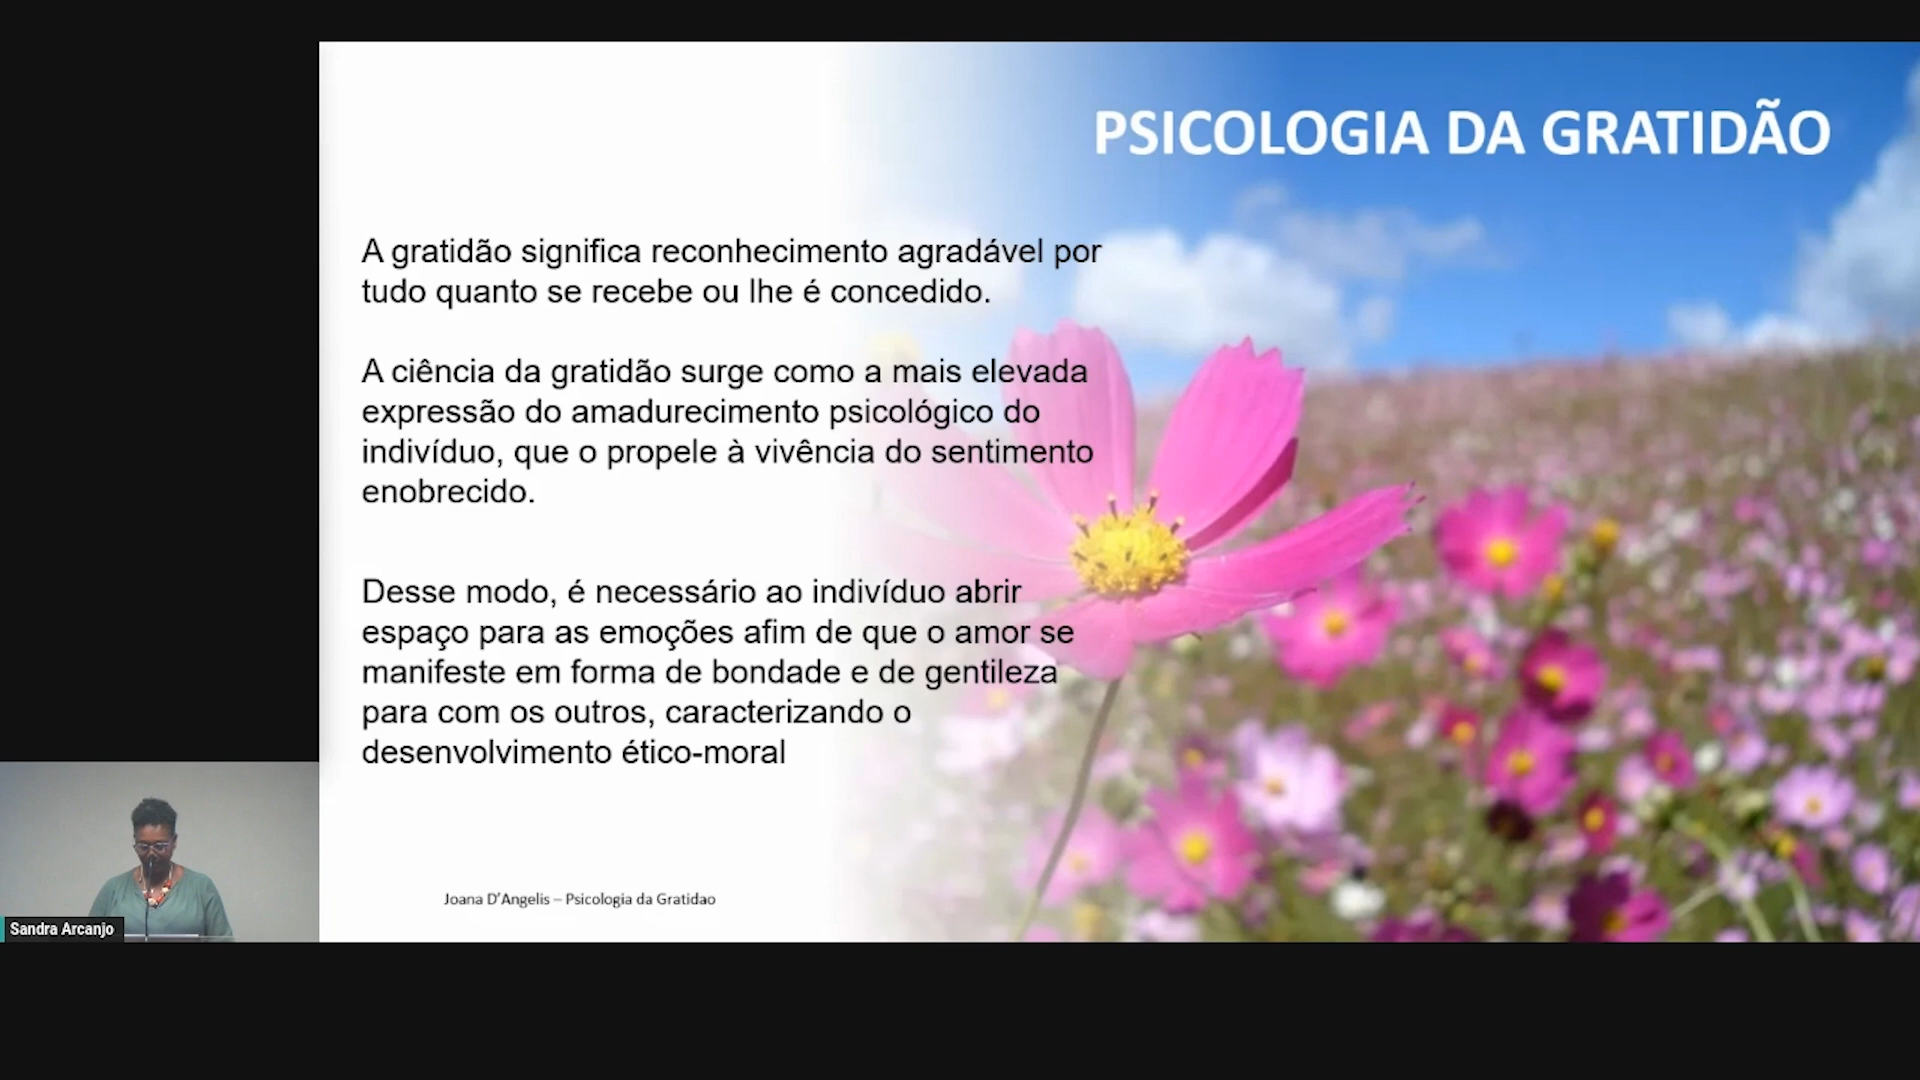 PSICOLOGIA DA GRATIDÃO
A gratidão significa reconhecimento agradável por
tudo quanto se recebe ou lhe é concedido.
A ciência da gratidão surge como a mais elevada
expressão do amadurecimento psicológico do
indivíduo, que o propele à vivência do sentimento
enobrecido.
Desse modo, é necessário ao indivíduo abrir
espaço para as emoções afim de que o amor se
manifeste em forma de bondade e de gentileza
para com os outros, caracterizando o
desenvolvimento ético-moral
Joana D'Angelis – Psicologia da Gratidao
Sandra Arcanjo